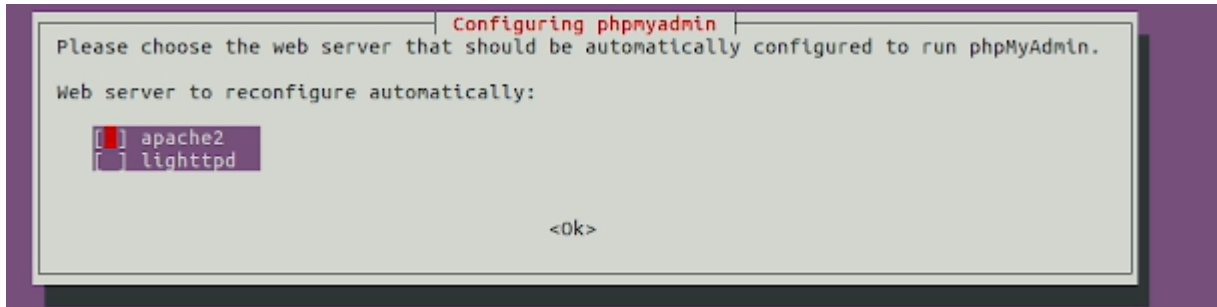 Configuring phpmyadmin
Please choose the web server that should be automatically configured to run phpMyAdmin.
Web server to reconfigure automatically:
[ ] apache2
[ ] lighttpd
<Ok>